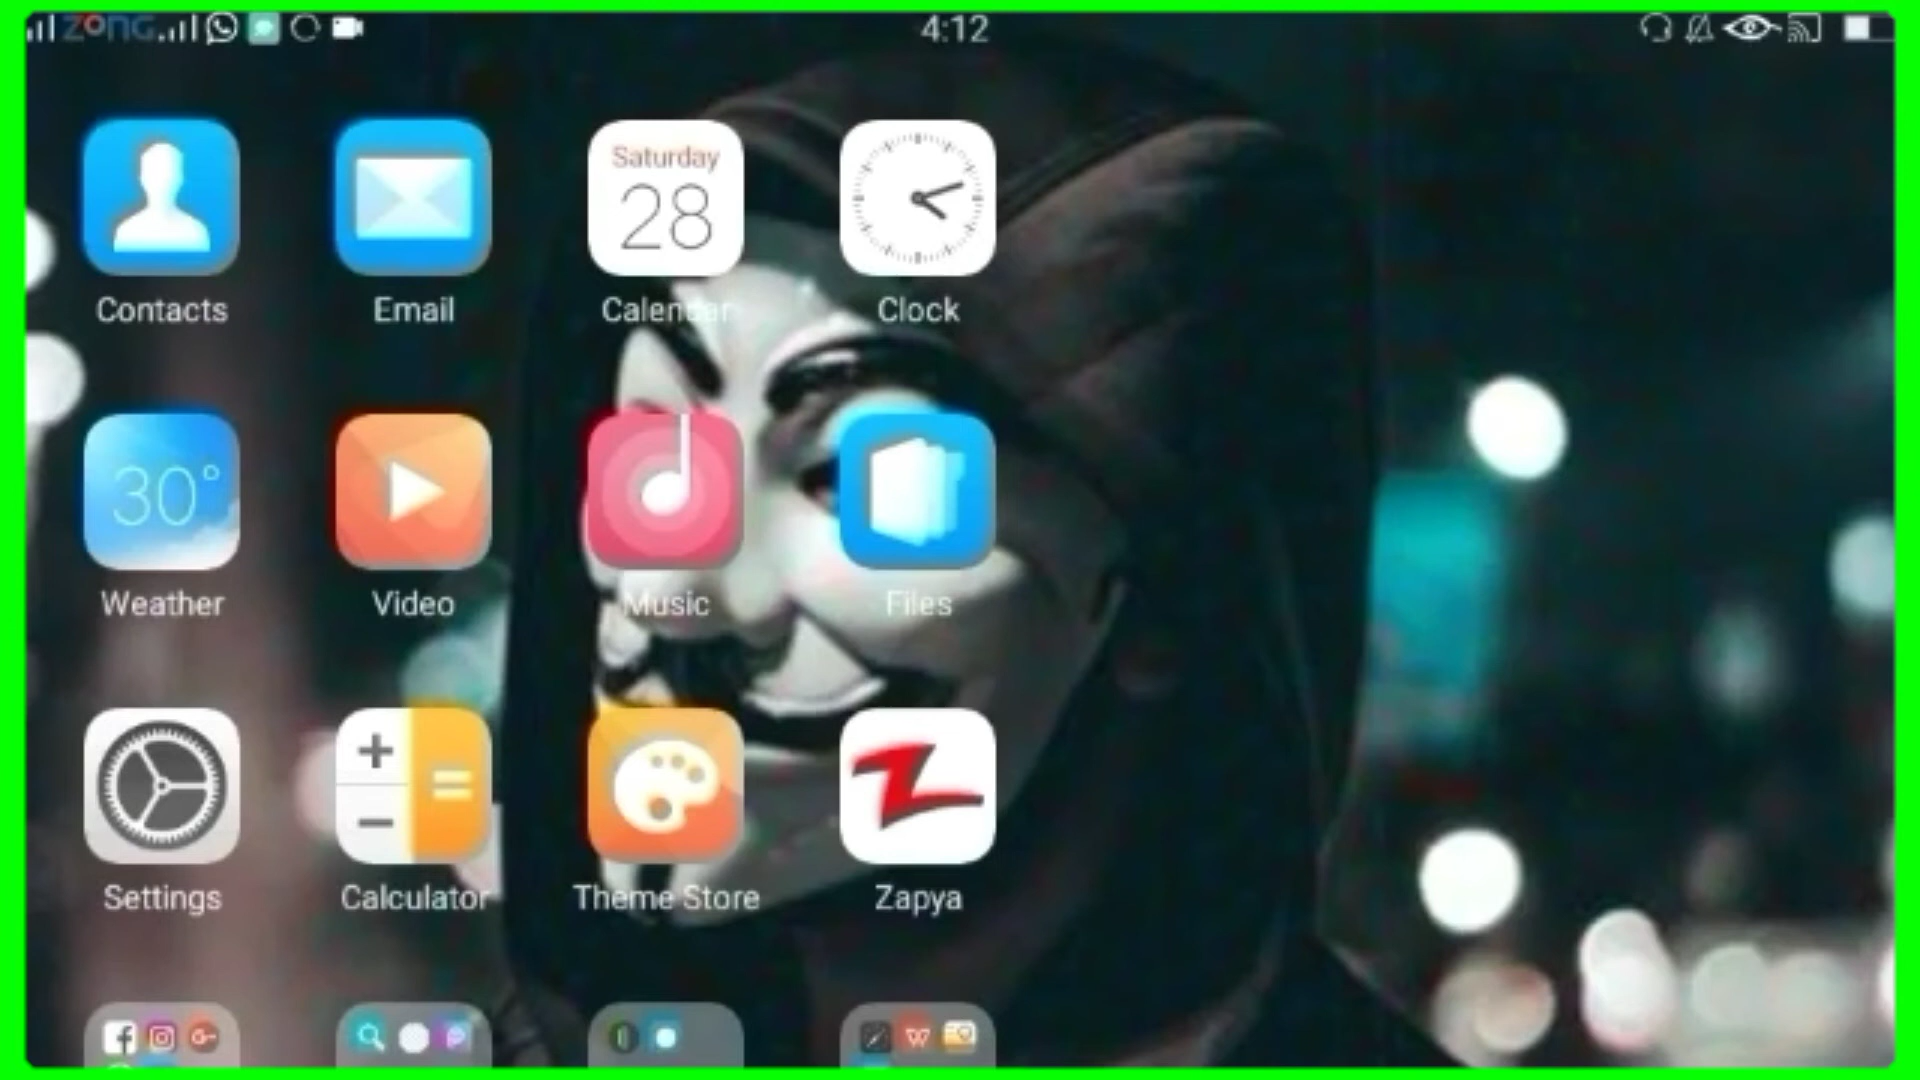 zong
4:12
Saturday
28
Contacts
Email
Calendar
Clock
30°
Weather
Video
Music
Files
Settings
Calculator
Theme Store
Zapya